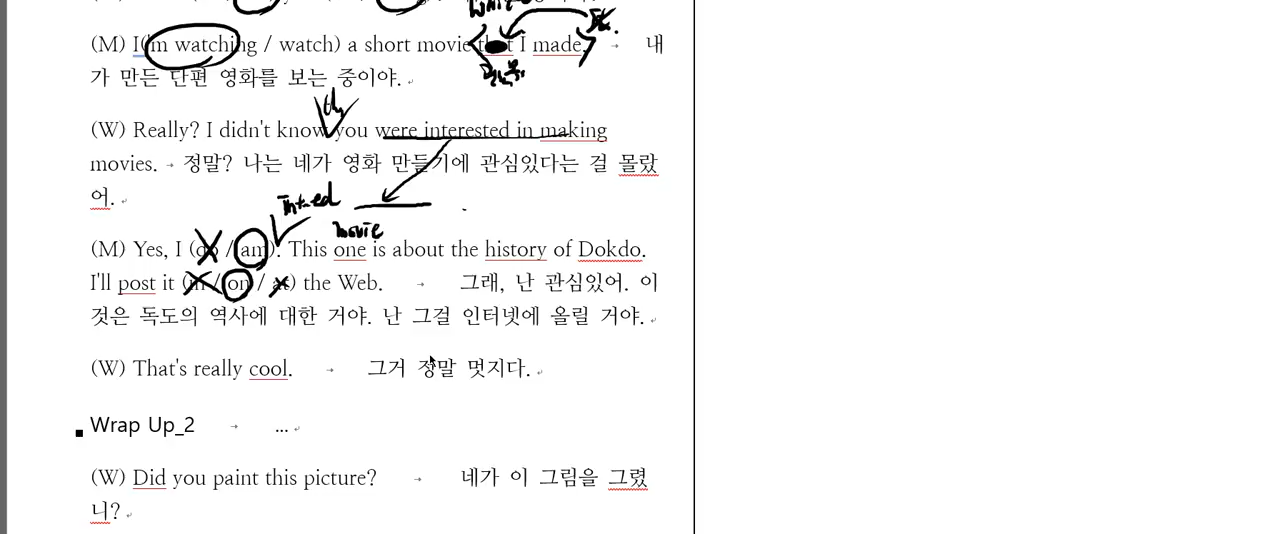 (M) I('m watching / watch) a short movie that I made. → 내
가 만든 단편 영화를 보는 중이야.
(W) Really? I didn't know you were interested in making
movies. → 정말? 나는 네가 영화 만들기에 관심있다는 걸 몰랐
어.
movie
(M) Yes, I (do / am). This one is about the history of Dokdo.
I'll post it (in / on / at) the Web. → 그래, 난 관심있어. 이
것은 독도의 역사에 대한 거야. 난 그걸 인터넷에 올릴 거야.
(W) That's really cool. → 그거 정말 멋지다.
Wrap Up_2 → ...
(W) Did you paint this picture? → 네가 이 그림을 그렸
니?